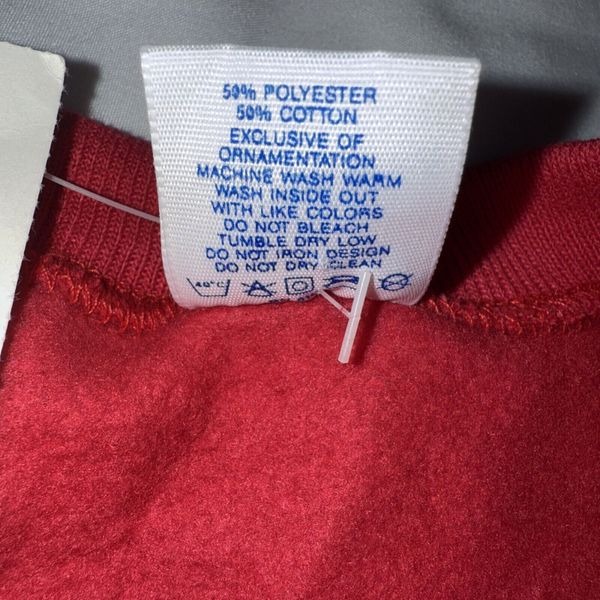 50% POLYESTER
50% COTTON
EXCLUSIVE OF
ORNAMENTATION
MACHINE WASH WARM
WASH INSIDE OUT
WITH LIKE COLORS
DO NOT BLEACH
TUMBLE DRY LOW
DO NOT IRON DESIGN
DO NOT DRY CLEAN
40°C